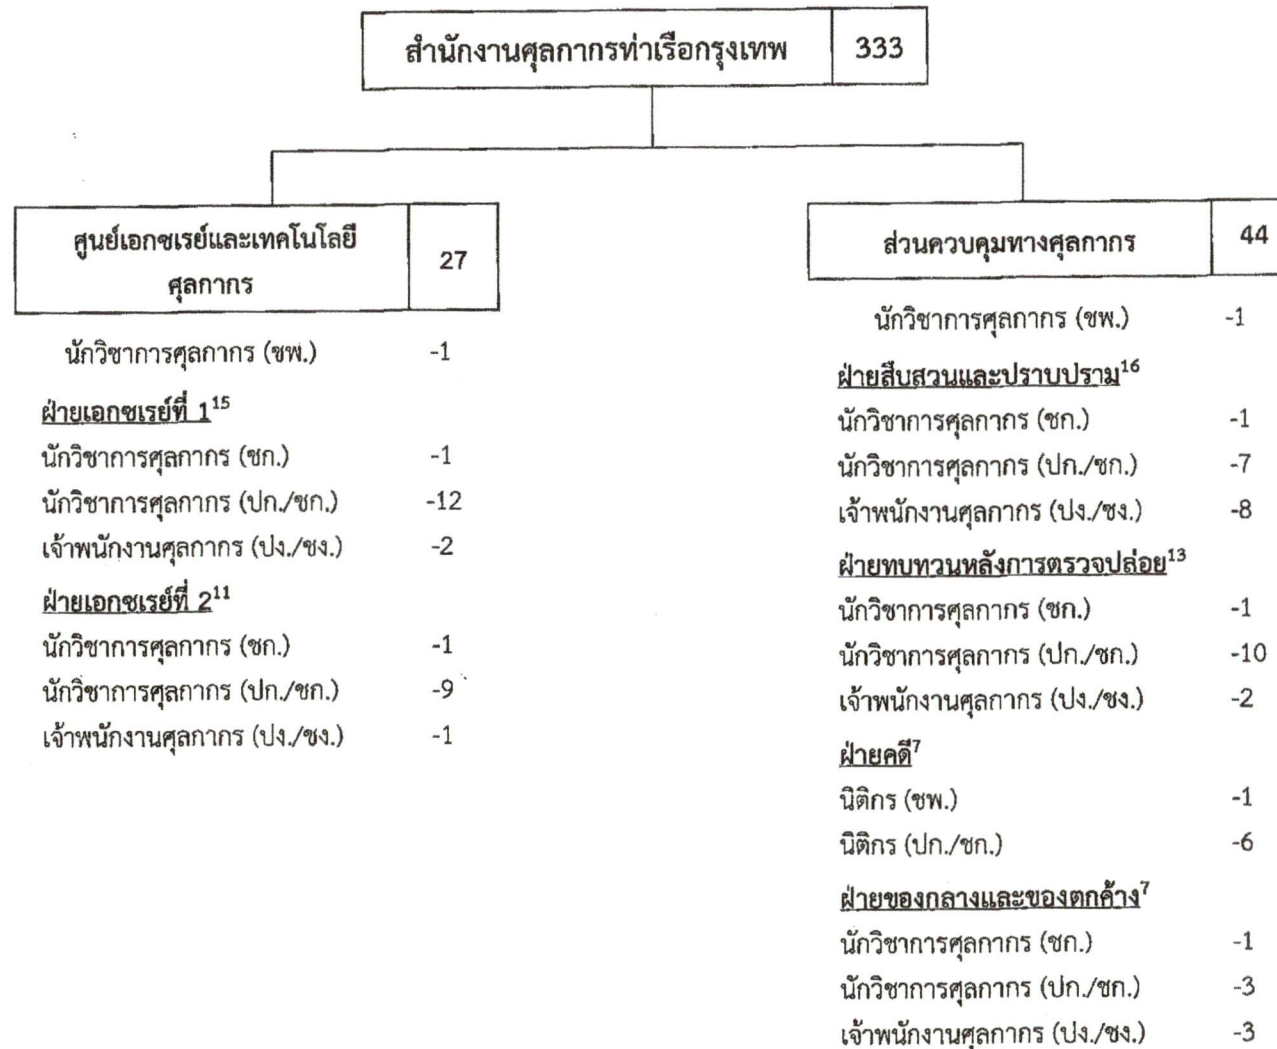 สำนักงานศุลกากรท่าเรือกรุงเทพ 333
ศูนย์เอกซเรย์และเทคโนโลยี
ศุลกากร 27
นักวิชาการศุลกากร (ชพ.) -1
ฝ่ายเอกซเรย์ที่ 1¹⁵
นักวิชาการศุลกากร (ชก.) -1
นักวิชาการศุลกากร (ปก./ชก.) -12
เจ้าพนักงานศุลกากร (ปง./ชง.) -2
ฝ่ายเอกซเรย์ที่ 2¹¹
นักวิชาการศุลกากร (ชก.) -1
นักวิชาการศุลกากร (ปก./ชก.) -9
เจ้าพนักงานศุลกากร (ปง./ชง.) -1
ส่วนควบคุมทางศุลกากร 44
นักวิชาการศุลกากร (ชพ.) -1
ฝ่ายสืบสวนและปราบปราม¹⁶
นักวิชาการศุลกากร (ชก.) -1
นักวิชาการศุลกากร (ปก./ชก.) -7
เจ้าพนักงานศุลกากร (ปง./ชง.) -8
ฝ่ายทบทวนหลังการตรวจปล่อย¹³
นักวิชาการศุลกากร (ชก.) -1
นักวิชาการศุลกากร (ปก./ชก.) -10
เจ้าพนักงานศุลกากร (ปง./ชง.) -2
ฝ่ายคดี⁷
นิติกร (ชพ.) -1
นิติกร (ปก./ชก.) -6
ฝ่ายของกลางและของตกค้าง⁷
นักวิชาการศุลกากร (ชก.) -1
นักวิชาการศุลกากร (ปก./ชก.) -3
เจ้าพนักงานศุลกากร (ปง./ชง.) -3